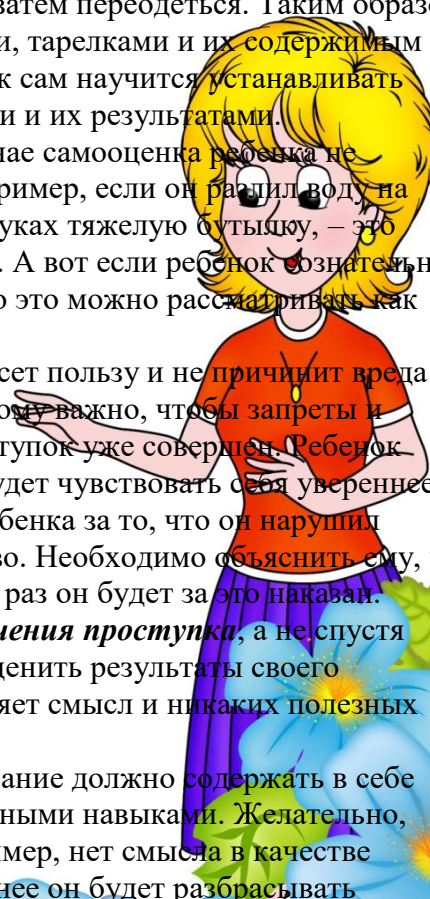 затем переодеться. Таким образ
и, тарелками и их содержимым
к сам научится устанавливать
и и их результатами.
нае самооценка ребенка не
ример, если он разлил воду на
уках тяжелую бутылку, – это
. А вот если ребенок сознательн
о это можно рассматривать как
сет пользу и не причинит вреда
ому важно, чтобы запреты и
тупок уже совершен. Ребенок
удет чувствовать себя увереннее
бенка за то, что он нарушил
во. Необходимо объяснить ему,
раз он будет за это наказан.
шения проступка, а не спустя
ценить результаты своего
яет смысл и никаких полезных
ание должно содержать в себе
ными навыками. Желательно,
имер, нет смысла в качестве
нее он будет разбрасывать